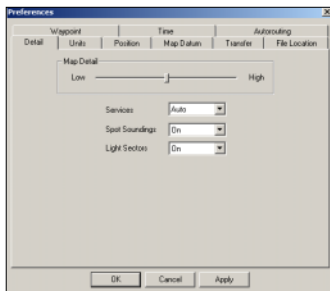 Preferences
Waypoint Time Autorouting
Detail Units Position Map Datum Transfer File Location
Map Detail
Low High
Services Auto
Spot Soundings On
Light Sectors On
OK Cancel Apply